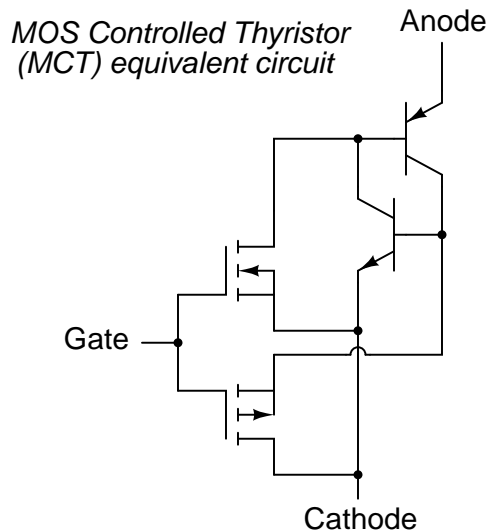 MOS Controlled Thyristor
(MCT) equivalent circuit
Anode
Gate
Cathode